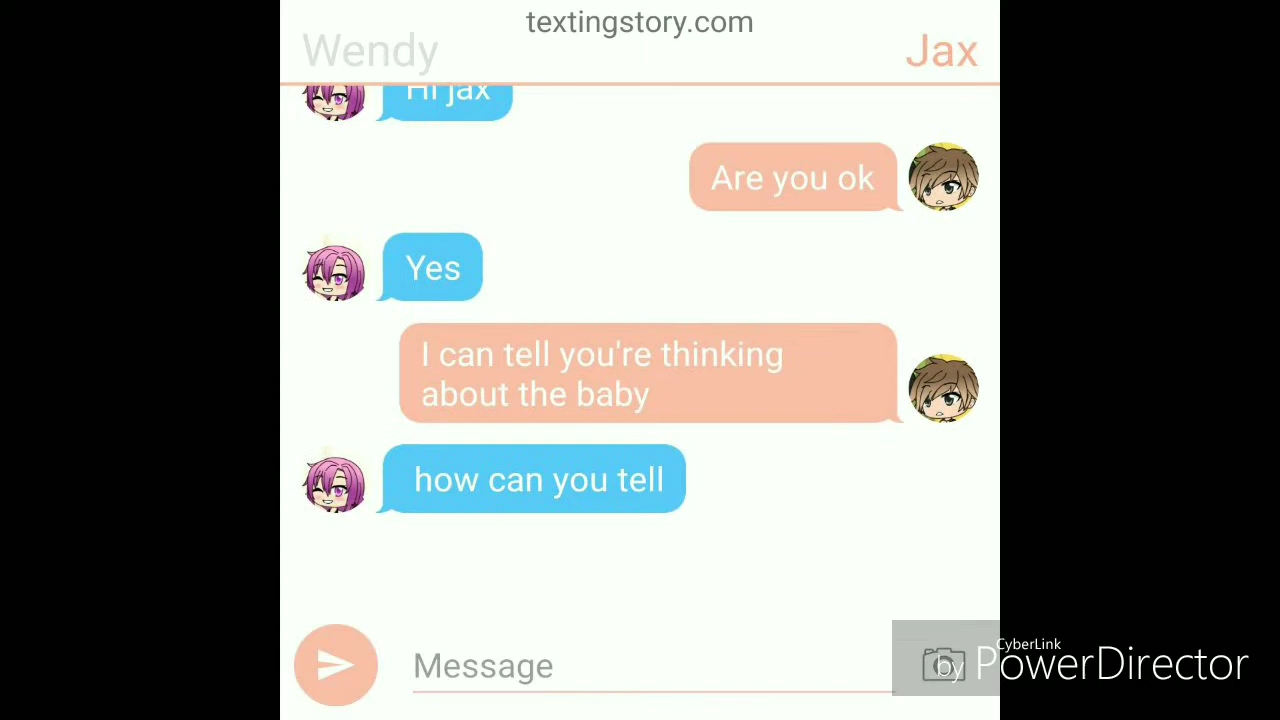 textingstory.com
Wendy
Jax
Hi jax
Are you ok
Yes
I can tell you're thinking
about the baby
how can you tell
Message
CyberLink
by PowerDirector